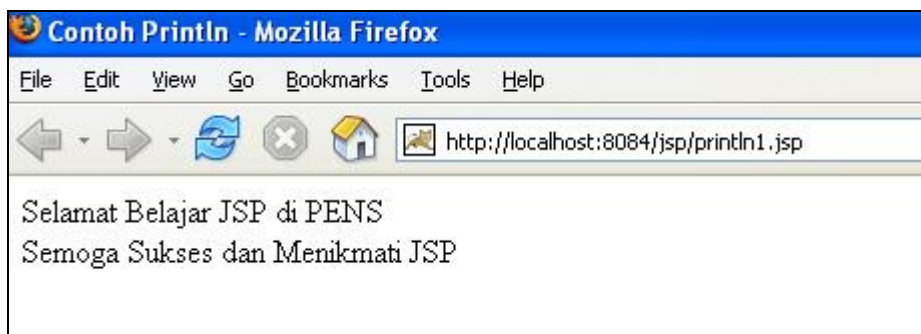 Contoh Println - Mozilla Firefox
File Edit View Go Bookmarks Tools Help
http://localhost:8084/jsp/println1.jsp
Selamat Belajar JSP di PENS
Semoga Sukses dan Menikmati JSP